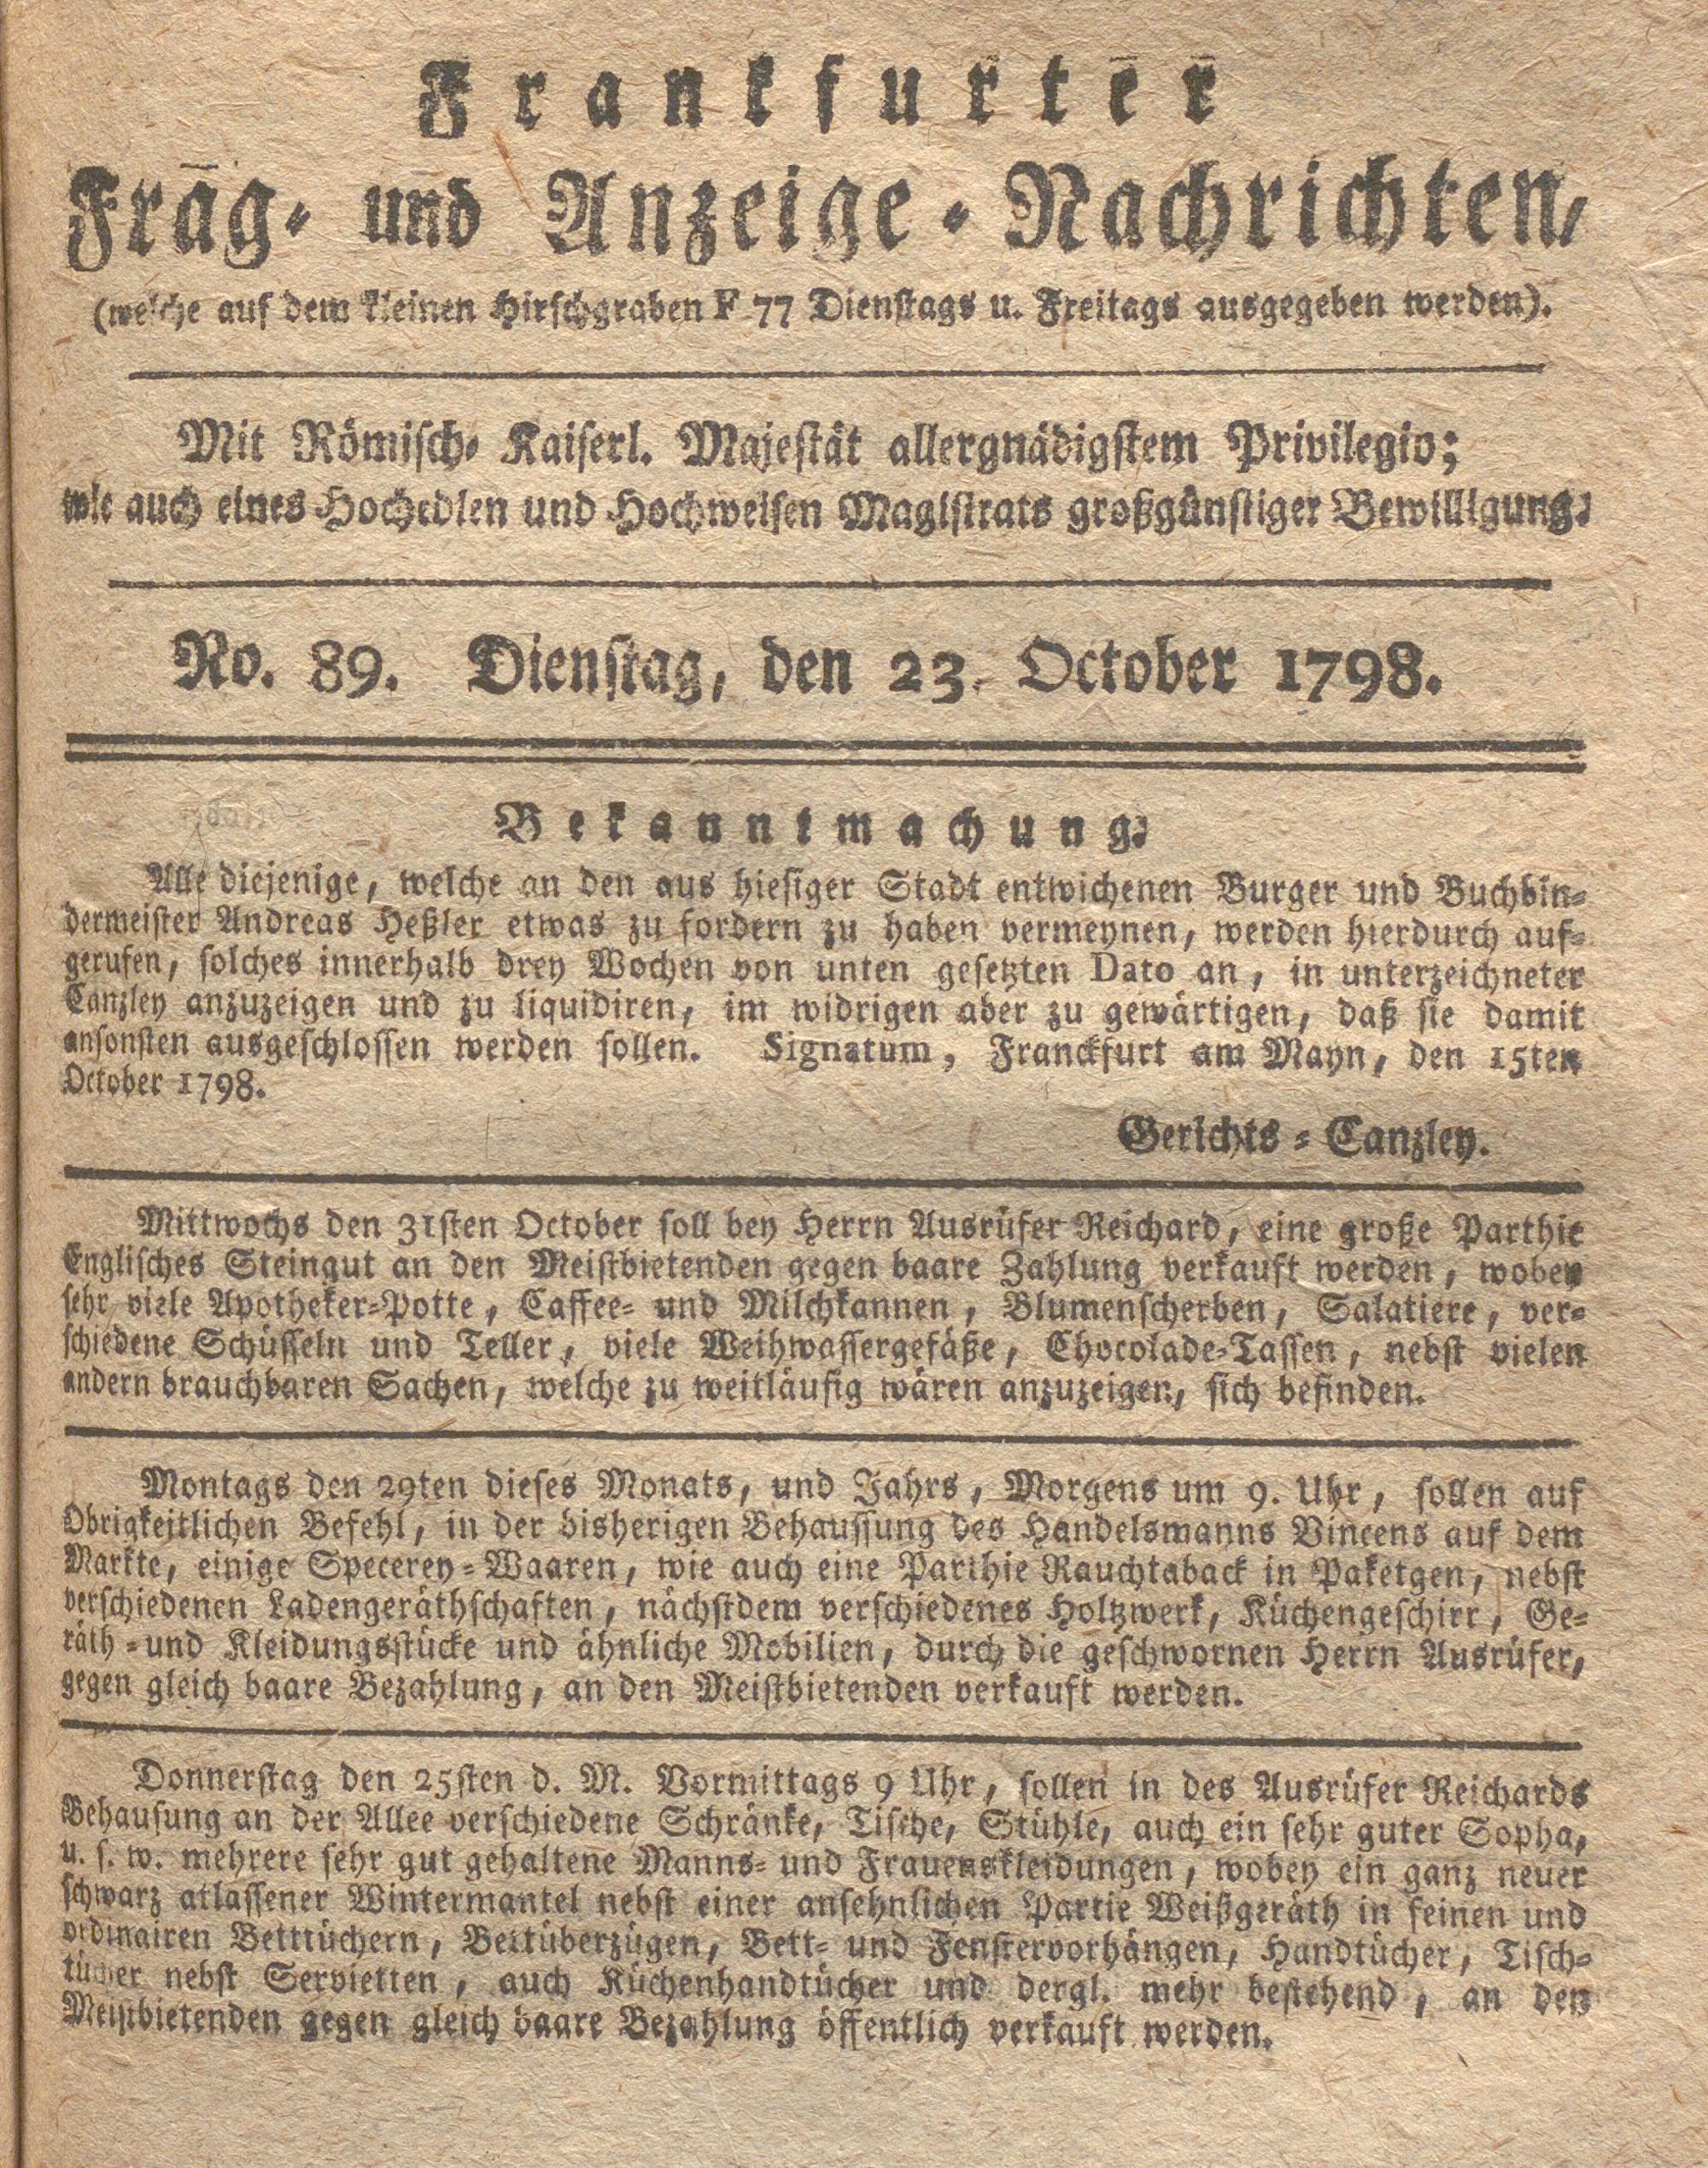 Frankfurter
Frag- und Anzeige-Nachrichten,
(welche auf dem kleinen Hirschgraben F 77 Dienstags u. Freitags ausgegeben werden).
Mit Römisch- Kaiserl. Majestät allergnädigstem Privilegio;
wie auch eines Hochedlen und Hochweisen Magistrats großgünstiger Bewilligung.
No. 89. Dienstag, den 23. October 1798.
Bekanntmachung.
Alle diejenige, welche an den aus hiesiger Stadt entwichenen Burger und Buchbin-
dermeister Andreas Heßler etwas zu fordern zu haben vermeynen, werden hierdurch auf-
gerufen, solches innerhalb drey Wochen von unten gesetzten Dato an, in unterzeichneter
Canzley anzuzeigen und zu liquidiren, im widrigen aber zu gewärtigen, daß sie damit
ansonsten ausgeschlossen werden sollen. Signatum, Franckfurt am Mayn, den 15ten
October 1798.
Gerichts-Canzley.
Mittwochs den 31sten October soll bey Herrn Ausrüfer Reichard, eine große Parthie
Englisches Steingut an den Meistbietenden gegen baare Zahlung verkauft werden, wobey
sehr viele Apotheker-Potte, Caffee- und Milchkannen, Blumenscherben, Salatiere, ver-
schiedene Schüsseln und Teller, viele Weihwassergefäße, Chocolade-Tassen, nebst vielen
andern brauchbaren Sachen, welche zu weitläufig wären anzuzeigen, sich befinden.
Montags den 29ten dieses Monats, und Jahrs, Morgens um 9. Uhr, sollen auf
Obrigkeitlichen Befehl, in der bisherigen Behaussung des Handelsmanns Vincens auf dem
Markte, einige Specerey-Waaren, wie auch eine Parthie Rauchtaback in Paketgen, nebst
verschiedenen Ladengeräthschaften, nächstdem verschiedenes Holtzwerk, Küchengeschirr, Ge-
räth-und Kleidungsstücke und ähnliche Mobilien, durch die geschwornen Herrn Ausrüfer,
gegen gleich baare Bezahlung, an den Meistbietenden verkauft werden.
Donnerstag den 25sten d. M. Vormittags 9 Uhr, sollen in des Ausrüfer Reichards
Behausung an der Allee verschiedene Schränke, Tische, Stühle, auch ein sehr guter Sopha,
u. s. w. mehrere sehr gut gehaltene Manns- und Frauenskleidungen, wobey ein ganz neuer
schwarz atlassener Wintermantel nebst einer ansehnlichen Partie Weißgeräth in feinen und
ordinairen Bettüchern, Bettüberzügen, Bett- und Fenstervorhängen, Handtücher, Tisch-
tücher nebst Servietten, auch Küchenhandtücher und dergl. mehr bestehend, an den
Meistbietenden gegen gleich baare Bezahlung öffentlich verkauft werden.